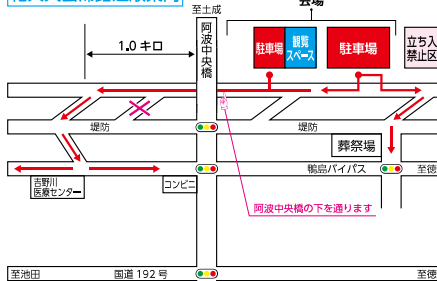 至土成
会場
1.0 キロ
阿波中央橋
駐車場
観覧
スペース
駐車場
立ち入
禁止区
堤防
堤防
葬祭場
鴨島バイパス
至徳
吉野川
医療センター
コンビニ
阿波中央橋の下を通ります
至池田
国道 192 号
至徳